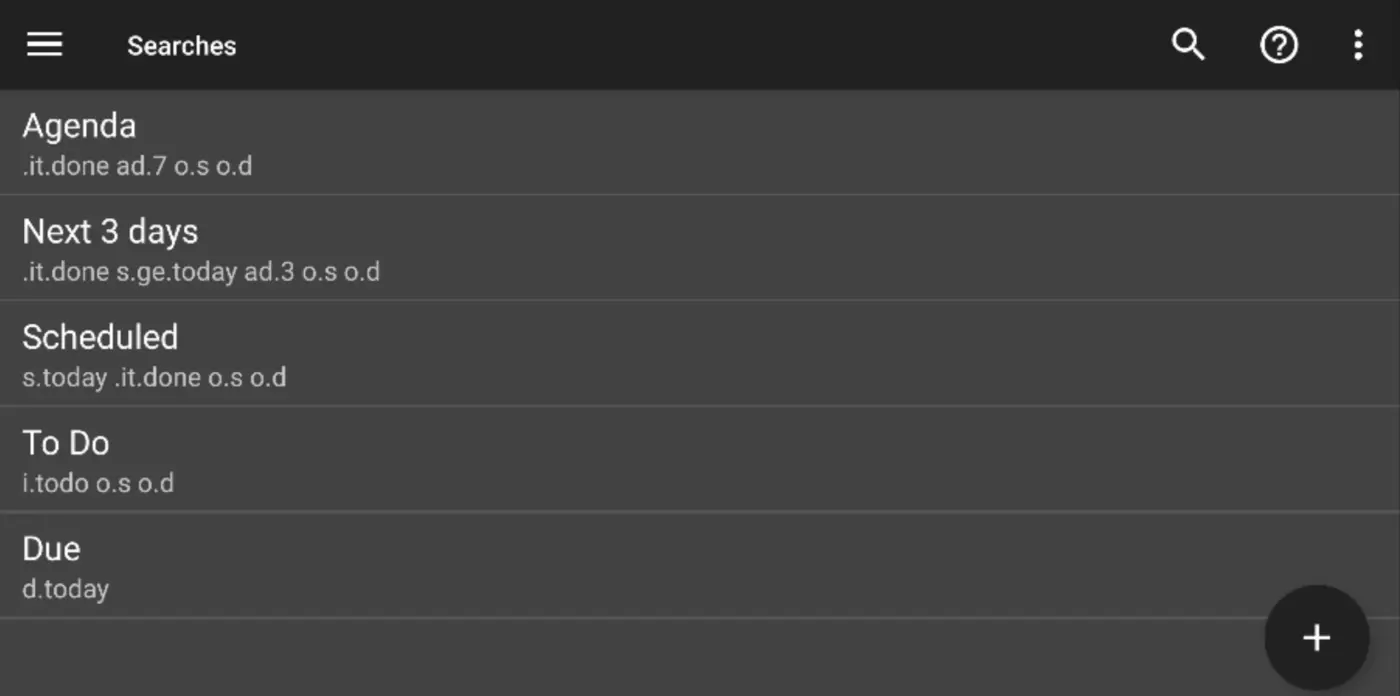 Searches
Agenda
.it.done ad.7 o.s o.d
Next 3 days
.it.done s.ge.today ad.3 o.s o.d
Scheduled
s.today .it.done o.s o.d
To Do
i.todo o.s o.d
Due
d.today